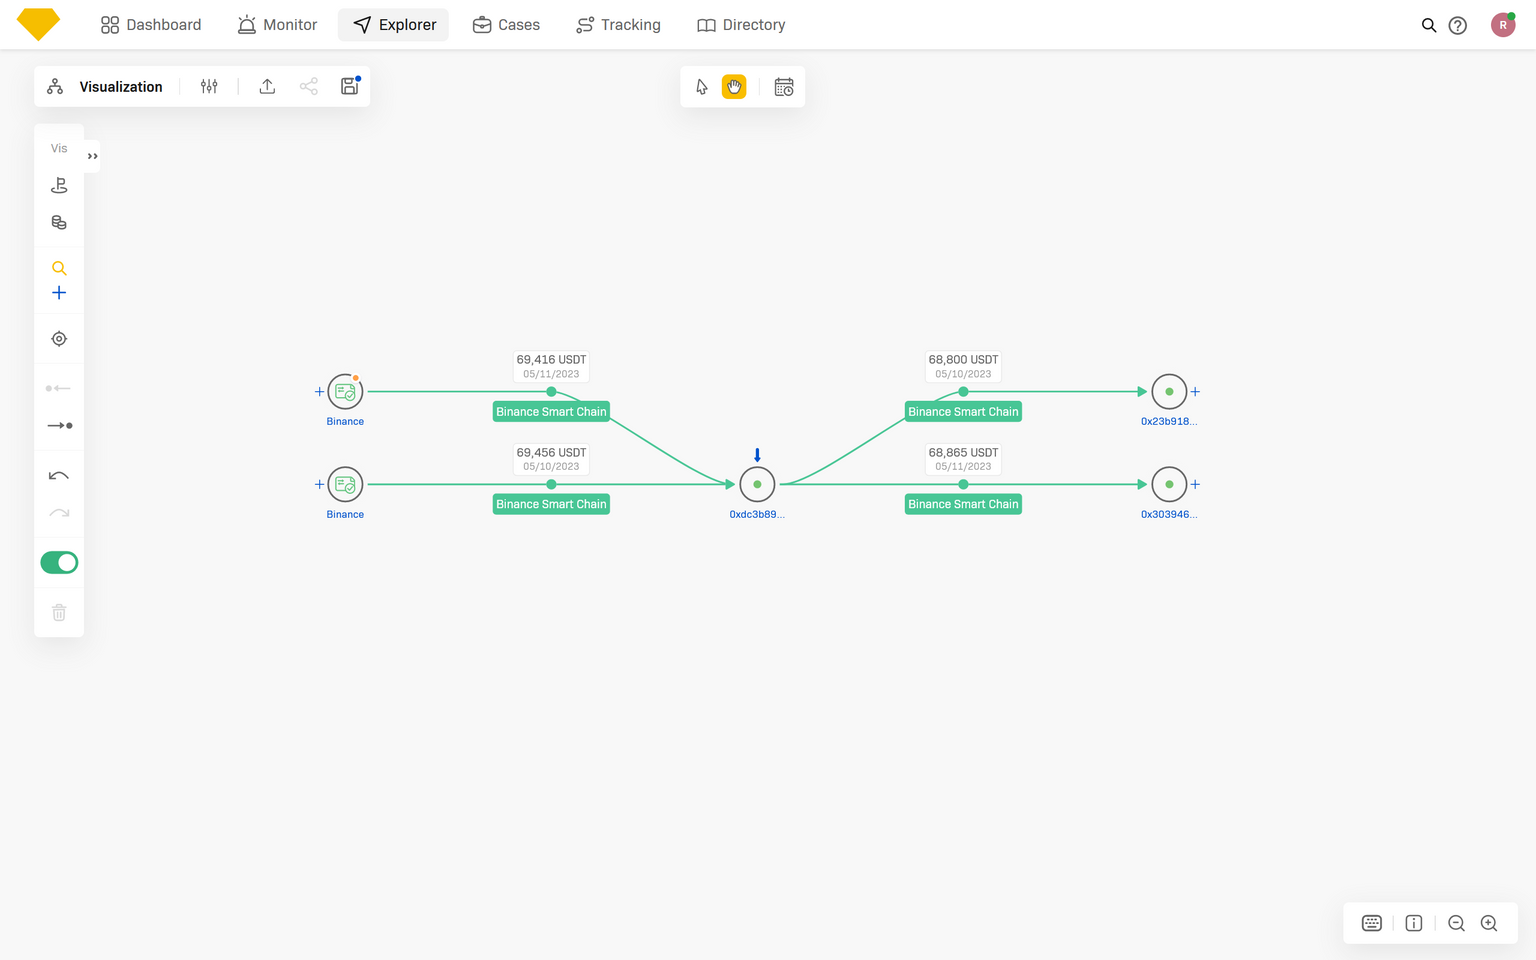 Dashboard
Monitor
Explorer
Cases
Tracking
Directory
R
Visualization
Vis
69,416 USDT
05/11/2023
Binance Smart Chain
Binance
68,800 USDT
05/10/2023
Binance Smart Chain
0x23b918...
69,456 USDT
05/10/2023
Binance Smart Chain
Binance
0xdc3b89...
68,865 USDT
05/11/2023
Binance Smart Chain
0x303946...